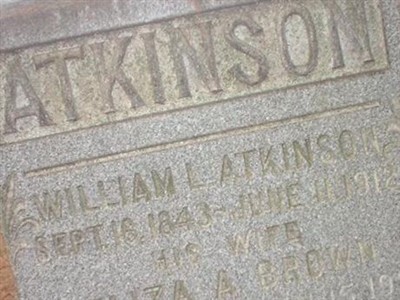 ATKINSON
WILLIAM L. ATKINSON
SEPT. 16. 1843 - JUNE 11. 1912
HIS WIFE
A. BROWN